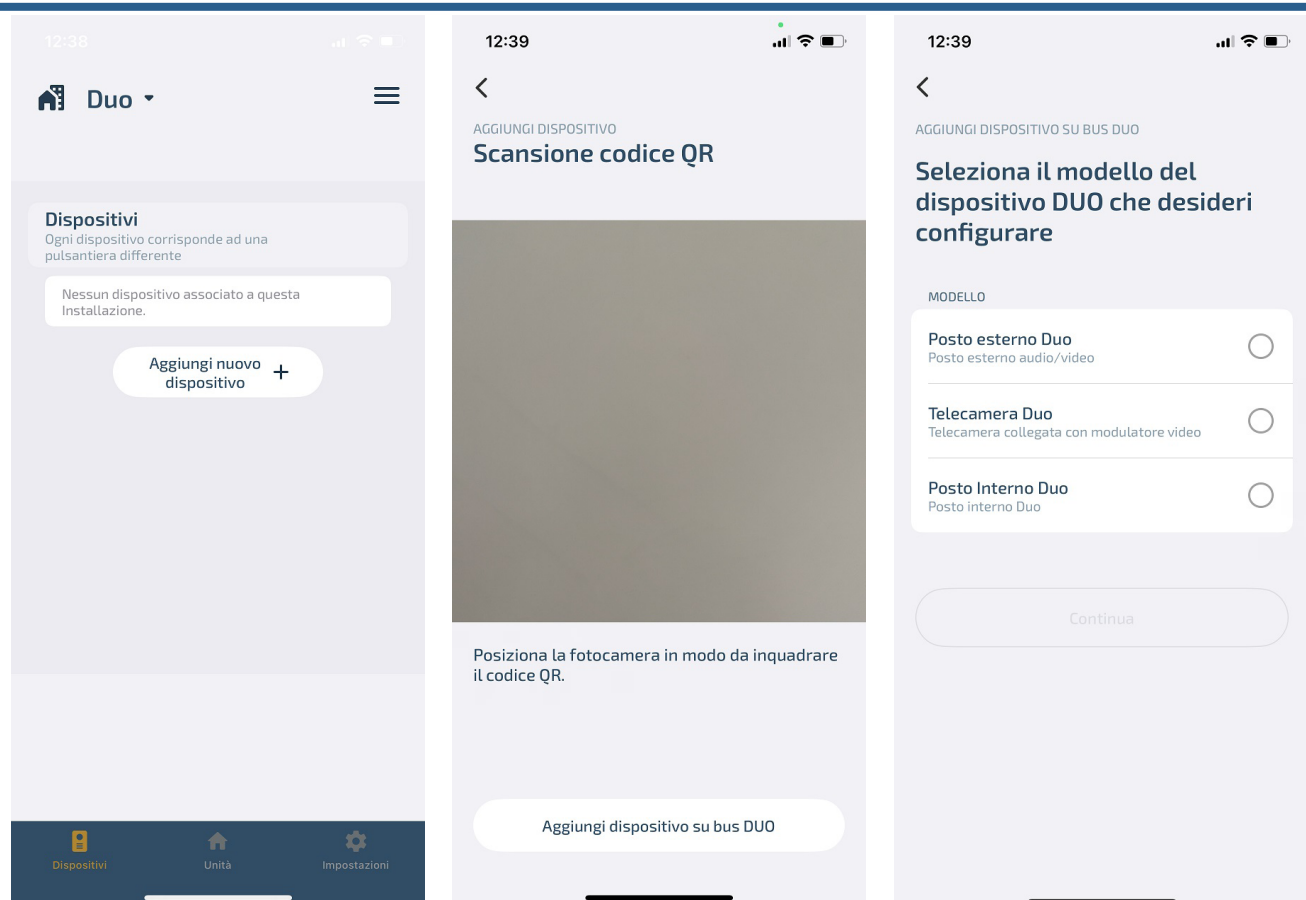 12:38
Duo
Dispositivi
Ogni dispositivo corrisponde ad una
pulsantiera differente
Nessun dispositivo associato a questa
Installazione.
Aggiungi nuovo
dispositivo
Dispositivi
Unità
Impostazioni
12:39
AGGIUNGI DISPOSITIVO
Scansione codice QR
Posiziona la fotocamera in modo da inquadrare
il codice QR.
Aggiungi dispositivo su bus DUO
12:39
AGGIUNGI DISPOSITIVO SU BUS DUO
Seleziona il modello del
dispositivo DUO che desideri
configurare
MODELLO
Posto esterno Duo
Posto esterno audio/video
Telecamera Duo
Telecamera collegata con modulatore video
Posto Interno Duo
Posto interno Duo
Continua